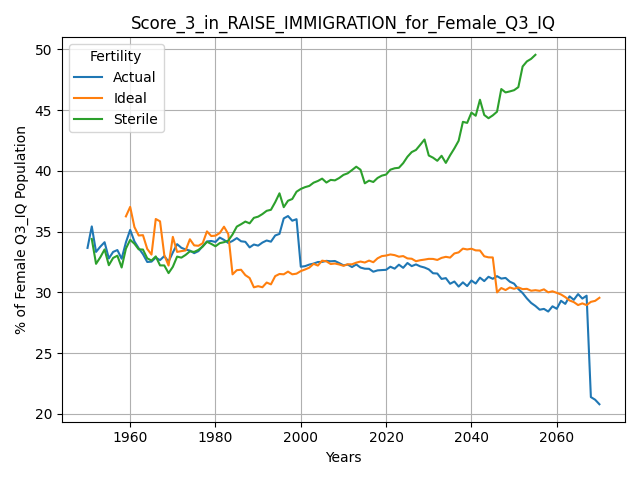 Score_3_in_RAISE_IMMIGRATION_for_Female_Q3_IQ
50
45
40
35
30
25
20
% of Female Q3_IQ Population
Fertility
Actual
Ideal
Sterile
1960
1980
2000
2020
2040
2060
Years